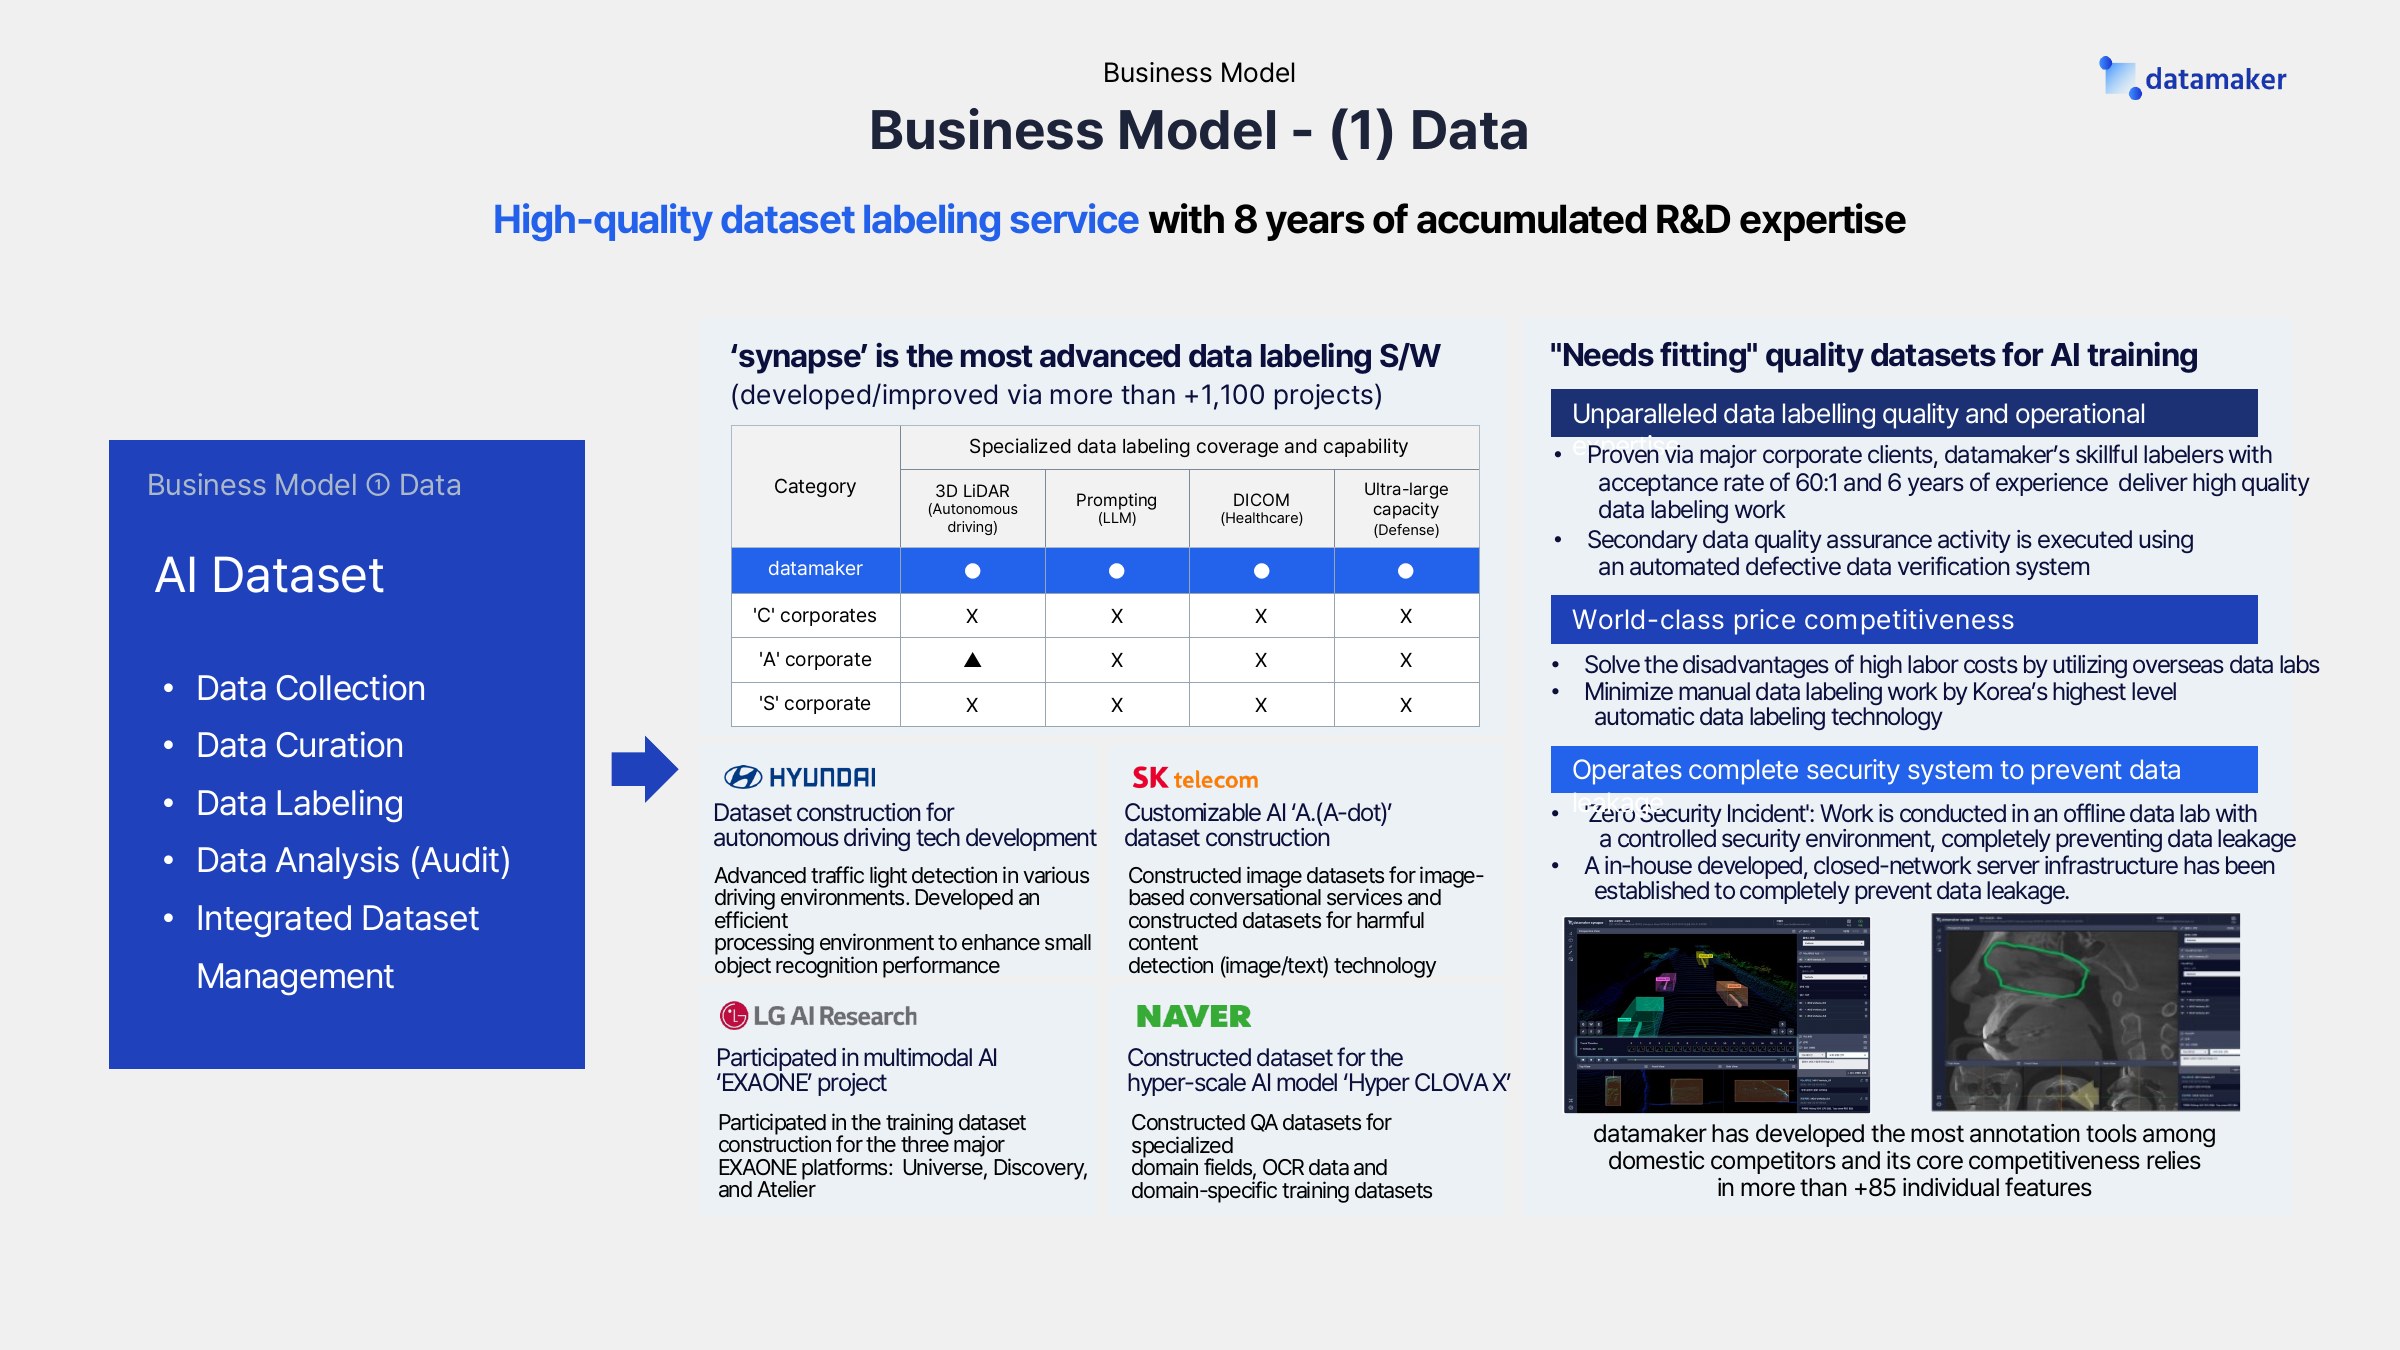 Business Model
datamaker
Business Model - (1) Data
High-quality dataset labeling service with 8 years of accumulated R&D expertise
Business Model ① Data
AI Dataset
• Data Collection
• Data Curation
• Data Labeling
• Data Analysis (Audit)
• Integrated Dataset
Management
‘synapse’ is the most advanced data labeling S/W
(developed/improved via more than +1,100 projects)
Category
Specialized data labeling coverage and capability
3D LiDAR
(Autonomous
driving)
Prompting
(LLM)
DICOM
(Healthcare)
Ultra-large
capacity
(Defense)
datamaker ● ● ● ●
'C' corporates X X X X
'A' corporate ▲ X X X
'S' corporate X X X X
HYUNDAI
Dataset construction for
autonomous driving tech development
Advanced traffic light detection in various
driving environments. Developed an
efficient
processing environment to enhance small
object recognition performance
SK telecom
Customizable AI ‘A.(A-dot)’
dataset construction
Constructed image datasets for image-
based conversational services and
constructed datasets for harmful
content
detection (image/text) technology
LG AI Research
Participated in multimodal AI
‘EXAONE’ project
Participated in the training dataset
construction for the three major
EXAONE platforms: Universe, Discovery,
and Atelier
NAVER
Constructed dataset for the
hyper-scale AI model ‘Hyper CLOVA X’
Constructed QA datasets for
specialized
domain fields, OCR data and
domain-specific training datasets
"Needs fitting" quality datasets for AI training
Unparalleled data labelling quality and operational
expertise
• Proven via major corporate clients, datamaker’s skillful labelers with
acceptance rate of 60:1 and 6 years of experience deliver high quality
data labeling work
• Secondary data quality assurance activity is executed using
an automated defective data verification system
World-class price competitiveness
• Solve the disadvantages of high labor costs by utilizing overseas data labs
• Minimize manual data labeling work by Korea’s highest level
automatic data labeling technology
Operates complete security system to prevent data
leakage
• 'Zero Security Incident': Work is conducted in an offline data lab with
a controlled security environment, completely preventing data leakage
• A in-house developed, closed-network server infrastructure has been
established to completely prevent data leakage.
datamaker has developed the most annotation tools among
domestic competitors and its core competitiveness relies
in more than +85 individual features